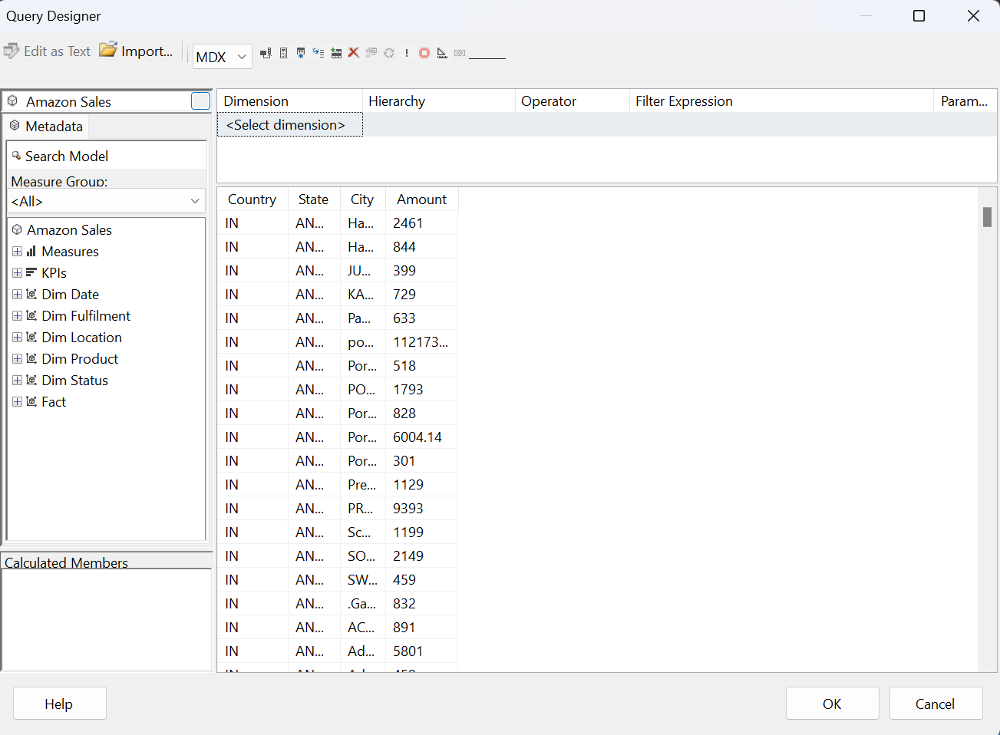 Query Designer
Edit as Text Import... MDX
Amazon Sales
Metadata
Search Model
Measure Group:
<All>
Amazon Sales
Measures
KPIs
Dim Date
Dim Fulfilment
Dim Location
Dim Product
Dim Status
Fact
Calculated Members
Dimension Hierarchy Operator Filter Expression Param...
<Select dimension>
Country State City Amount
IN AN... Ha... 2461
IN AN... Ha... 844
IN AN... JU... 399
IN AN... KA... 729
IN AN... Pa... 633
IN AN... po... 112173...
IN AN... Por... 518
IN AN... PO... 1793
IN AN... Por... 828
IN AN... Por... 6004.14
IN AN... Por... 301
IN AN... Pre... 1129
IN AN... PR... 9393
IN AN... Sc... 1199
IN AN... SO... 2149
IN AN... SW... 459
IN AN... .Ga... 832
IN AN... AC... 891
IN AN... Ad... 5801
Help OK Cancel